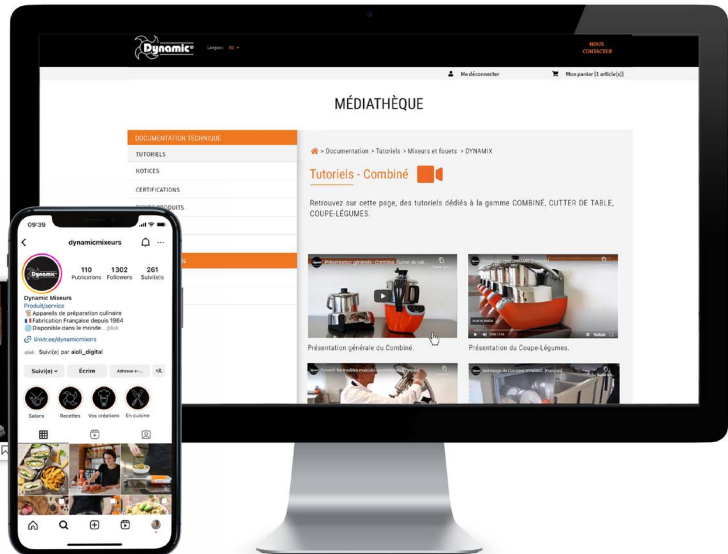 Dynamic®
Langue : FR
NOUS
CONTACTER
Me déconnecter
Mon panier [1 article(s)]
MÉDIATHÈQUE
DOCUMENTATION TECHNIQUE
TUTORIELS
NOTICES
CERTIFICATIONS
> Documentation > Tutoriels > Mixeurs et fouets > DYNAMIX
Tutoriels - Combiné
Retrouvez sur cette page, des tutoriels dédiés à la gamme COMBINÉ, CUTTER DE TABLE,
COUPE-LÉGUMES.
Présentation générale du Combiné.
Présentation du Coupe-Légumes.
09:39
dynamicmixeurs
Dynamic
110
1302
261
Publications
Followers
Suivi(e)s
Dynamic Mixeurs
Produit/service
Appareils de préparation culinaire
Fabrication Française depuis 1964
Disponible dans le monde... plus
linktr.ee/dynamicmixers
Suivi(e) par aioli_digital
Suivi(e)
Écrire
Adresse e-...
Salons
Recettes
Vos créations
En cuisine